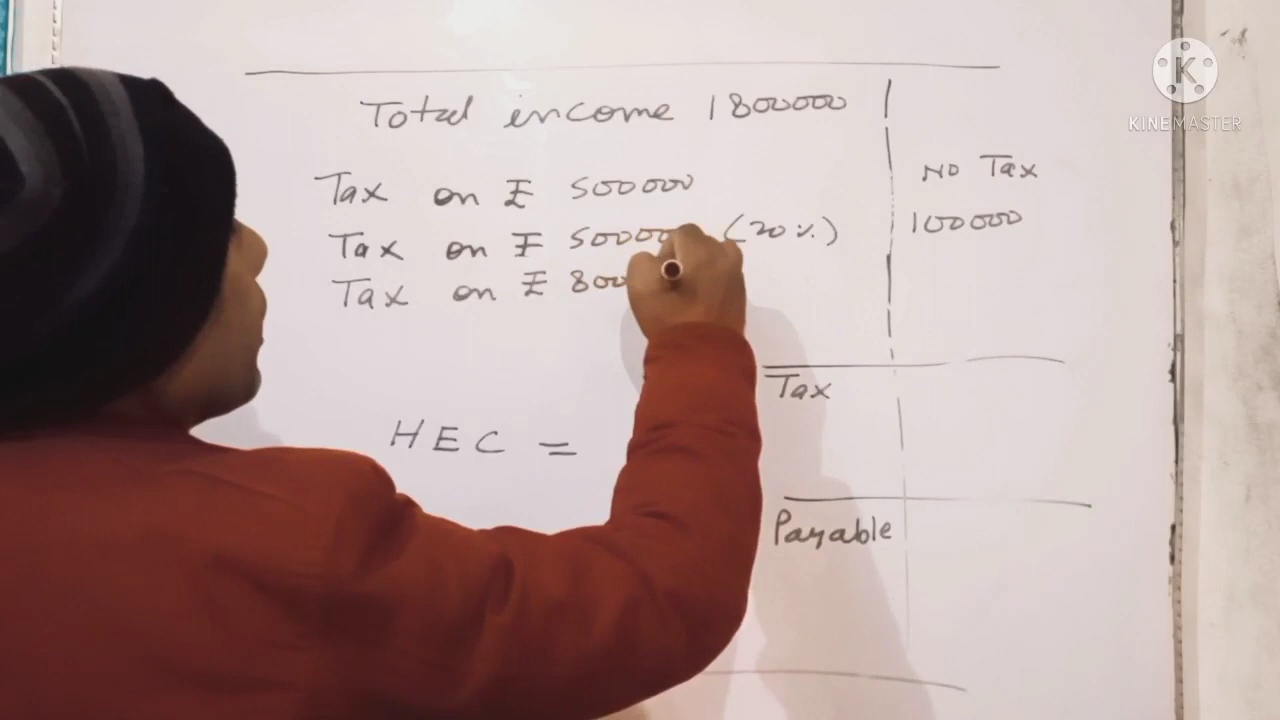 K
KINEMASTER
Total income 1800000
Tax on ₹ 500000 No Tax
Tax on ₹ 50000 (20%) 100000
Tax on ₹ 800
Tax
HEC =
Payable